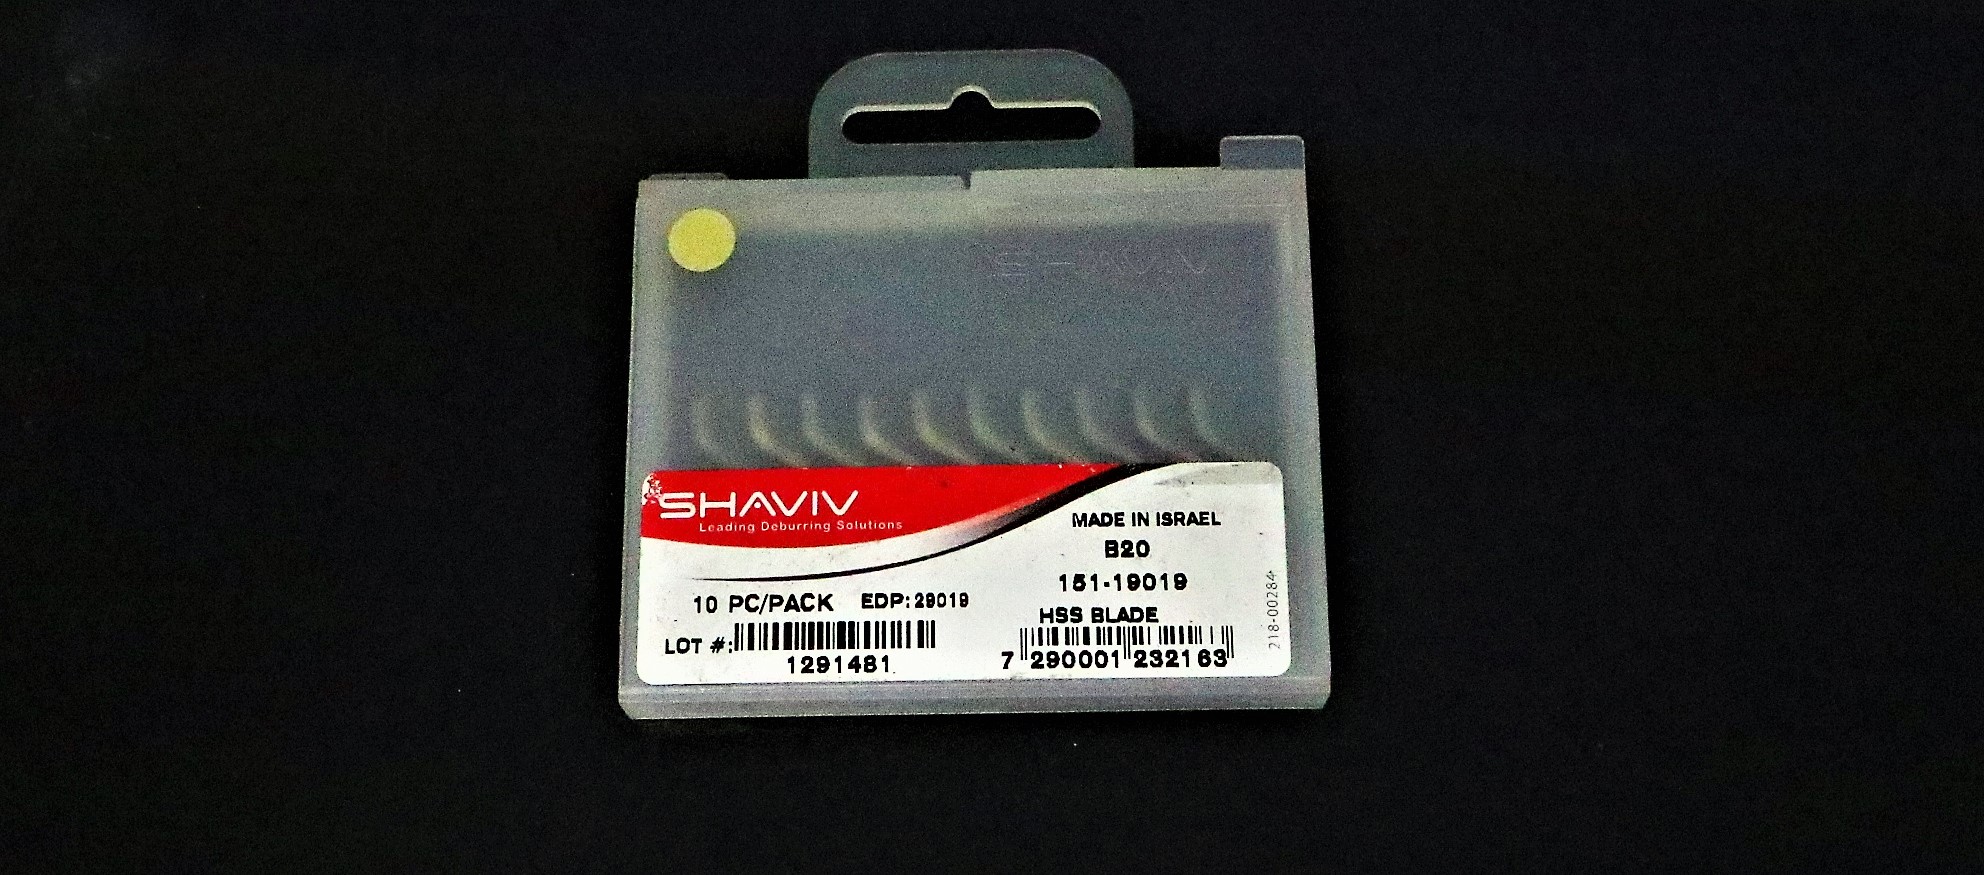 SHAVIV
SHAVIV
Leading Deburring Solutions
MADE IN ISRAEL
B20
151-19019
10 PC/PACK EDP:29019
HSS BLADE
LOT #:
1291481
7 290001 232163
218-00284